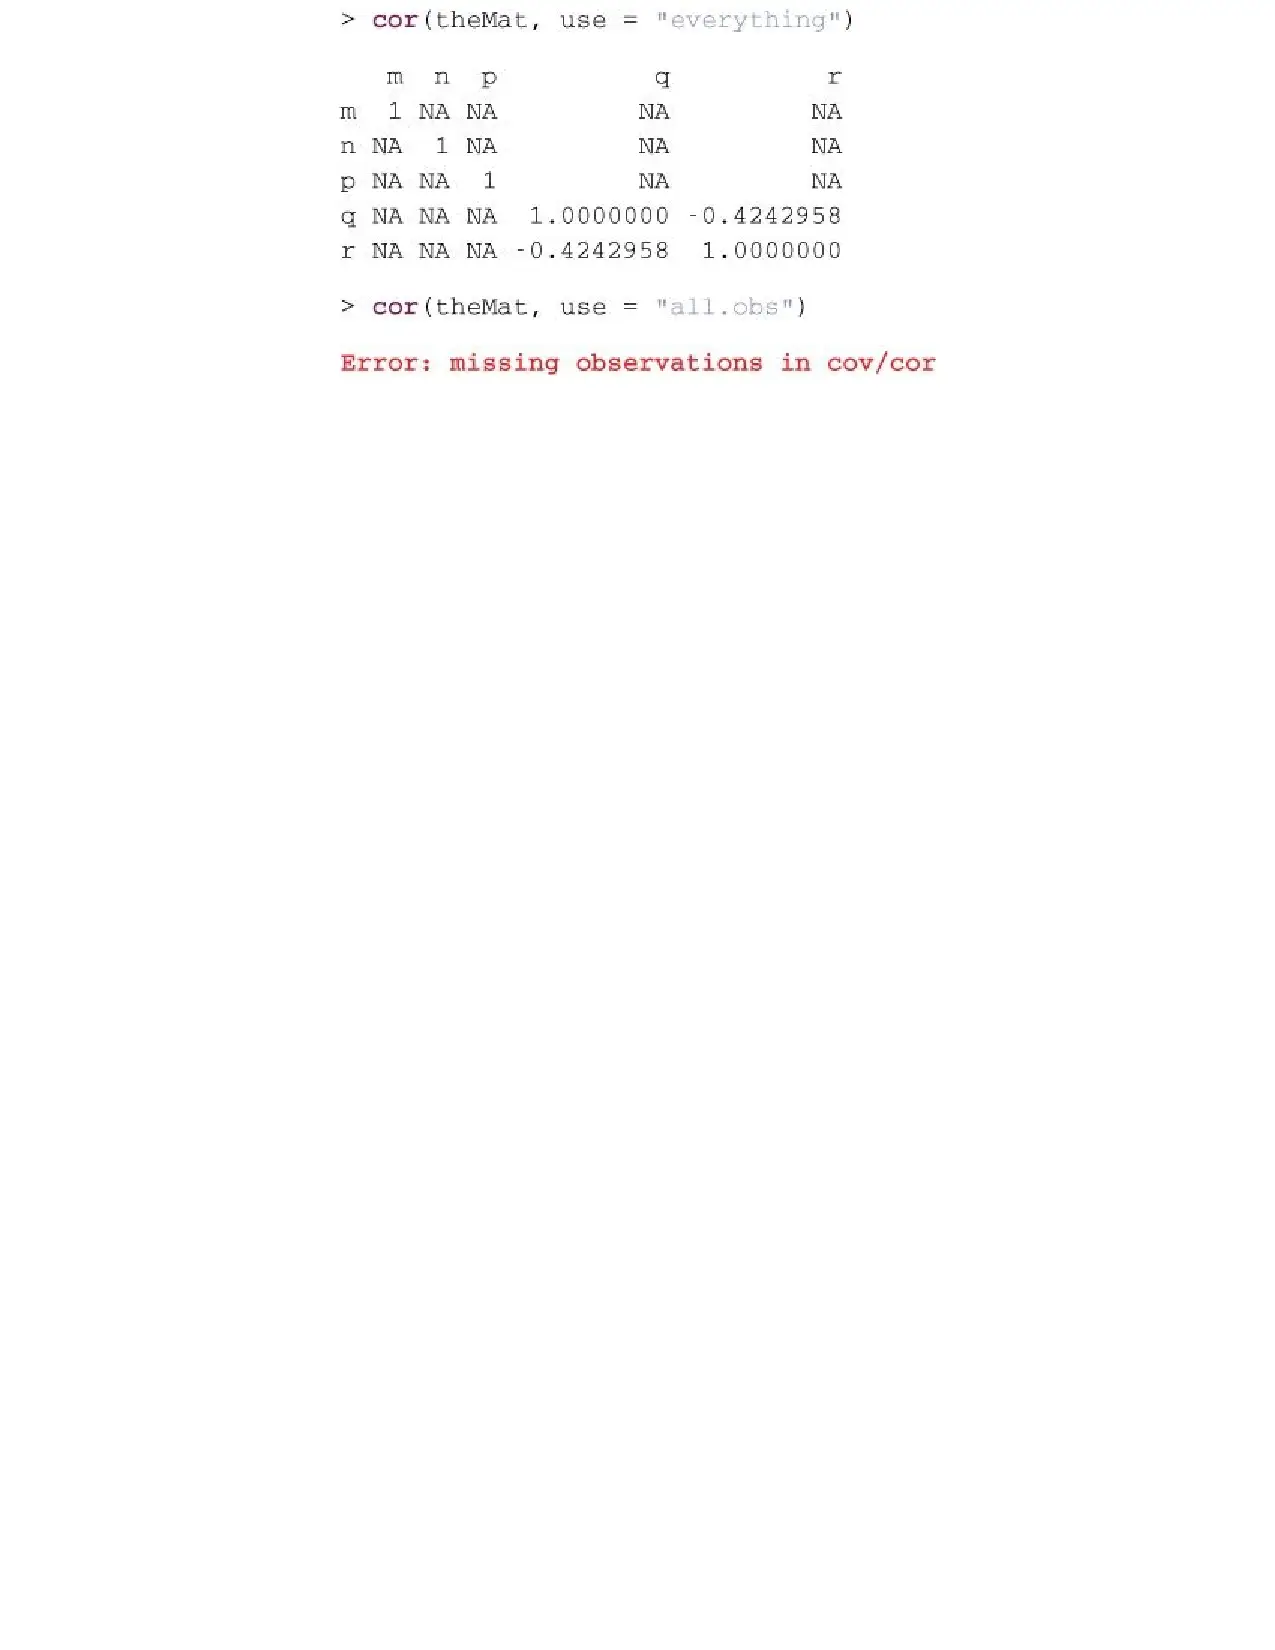 > cor(theMat, use = "everything")
m n p q r
m 1 NA NA NA NA
n NA 1 NA NA NA
p NA NA 1 NA NA
q NA NA NA 1.0000000 -0.4242958
r NA NA NA -0.4242958 1.0000000
> cor(theMat, use = "all.obs")
Error: missing observations in cov/cor